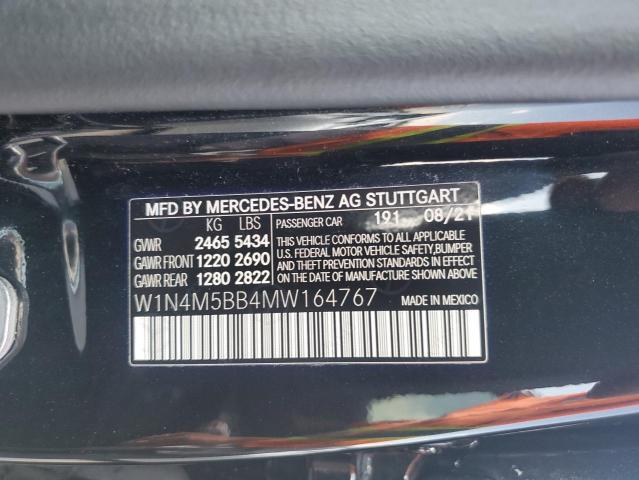 MFD BY MERCEDES-BENZ AG STUTTGART
KG LBS PASSENGER CAR 191 08/21
GVWR 2465 5434 THIS VEHICLE CONFORMS TO ALL APPLICABLE
GAWR FRONT 1220 2690 U.S. FEDERAL MOTOR VEHICLE SAFETY, BUMPER
GAWR REAR 1280 2822 AND THEFT PREVENTION STANDARDS IN EFFECT
ON THE DATE OF MANUFACTURE SHOWN ABOVE.
W1N4M5BB4MW164767 MADE IN MEXICO